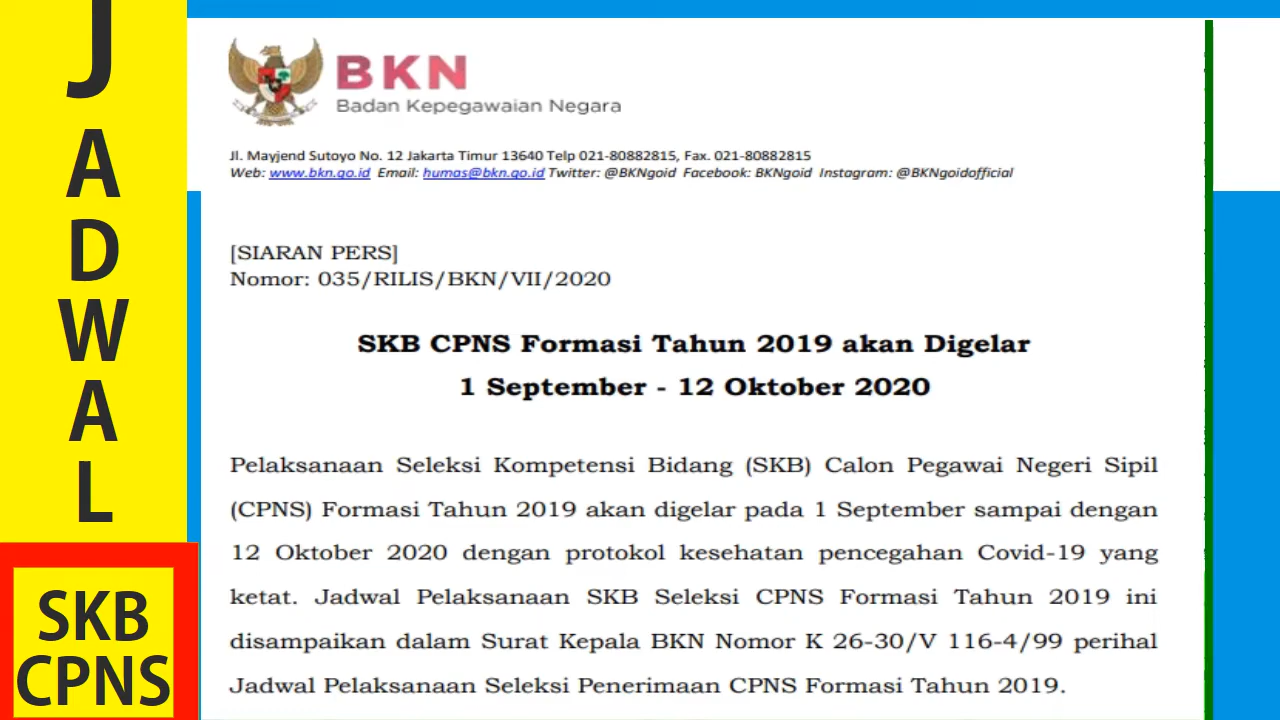 JADWAL
SKB
CPNS
BKN
Badan Kepegawaian Negara
Jl. Mayjend Sutoyo No. 12 Jakarta Timur 13640 Telp 021-80882815, Fax. 021-80882815
Web: www.bkn.go.id Email: humas@bkn.go.id Twitter: @BKNgoid Facebook: BKNgoid Instagram: @BKNgoidofficial
[SIARAN PERS]
Nomor: 035/RILIS/BKN/VII/2020
SKB CPNS Formasi Tahun 2019 akan Digelar
1 September - 12 Oktober 2020
Pelaksanaan Seleksi Kompetensi Bidang (SKB) Calon Pegawai Negeri Sipil
(CPNS) Formasi Tahun 2019 akan digelar pada 1 September sampai dengan
12 Oktober 2020 dengan protokol kesehatan pencegahan Covid-19 yang
ketat. Jadwal Pelaksanaan SKB Seleksi CPNS Formasi Tahun 2019 ini
disampaikan dalam Surat Kepala BKN Nomor K 26-30/V 116-4/99 perihal
Jadwal Pelaksanaan Seleksi Penerimaan CPNS Formasi Tahun 2019.